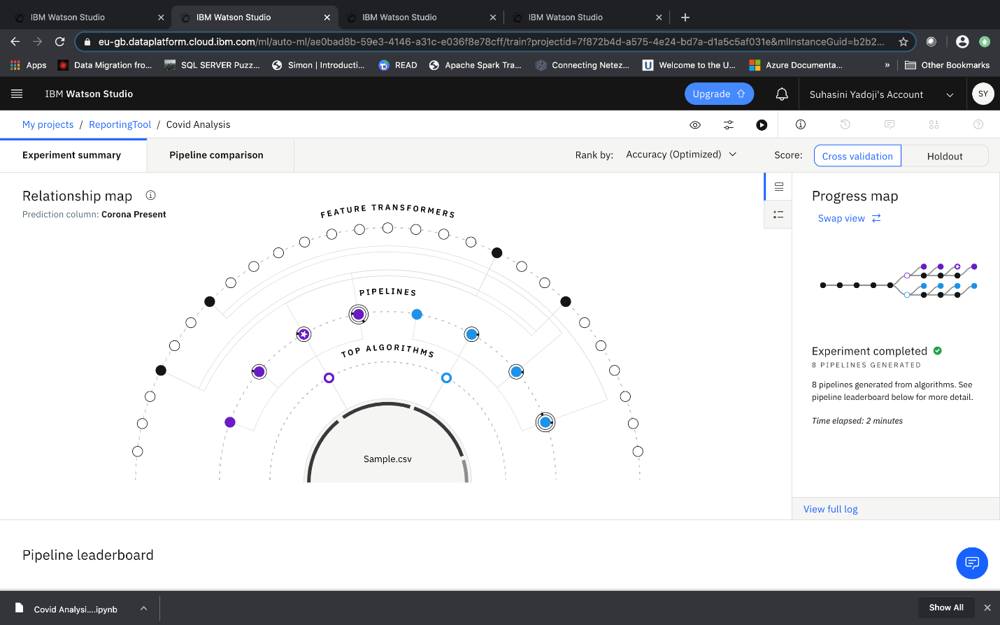 IBM Watson Studio
IBM Watson Studio
IBM Watson Studio
IBM Watson Studio
eu-gb.dataplatform.cloud.ibm.com/ml/auto-ml/ae0bad8b-59e3-4146-a31c-e036f8e78cff/train?projectid=7f872b4d-a575-4e24-bd7a-d1a5c5af031e&mlInstanceGuid=b2b2...
Apps
Data Migration fro...
SQL SERVER Puzz...
Simon | Introducti...
READ
Apache Spark Tra...
Connecting Netez...
Welcome to the U...
Azure Documenta...
»
Other Bookmarks
IBM Watson Studio
Upgrade
Suhasini Yadoji's Account
SY
My projects / ReportingTool / Covid Analysis
Experiment summary
Pipeline comparison
Rank by: Accuracy (Optimized)
Score: Cross validation Holdout
Relationship map
Prediction column: Corona Present
FEATURE TRANSFORMERS
PIPELINES
TOP ALGORITHMS
Sample.csv
Progress map
Swap view
Experiment completed
8 PIPELINES GENERATED
8 pipelines generated from algorithms. See
pipeline leaderboard below for more detail.
Time elapsed: 2 minutes
View full log
Pipeline leaderboard
Covid Analysi....ipynb
Show All